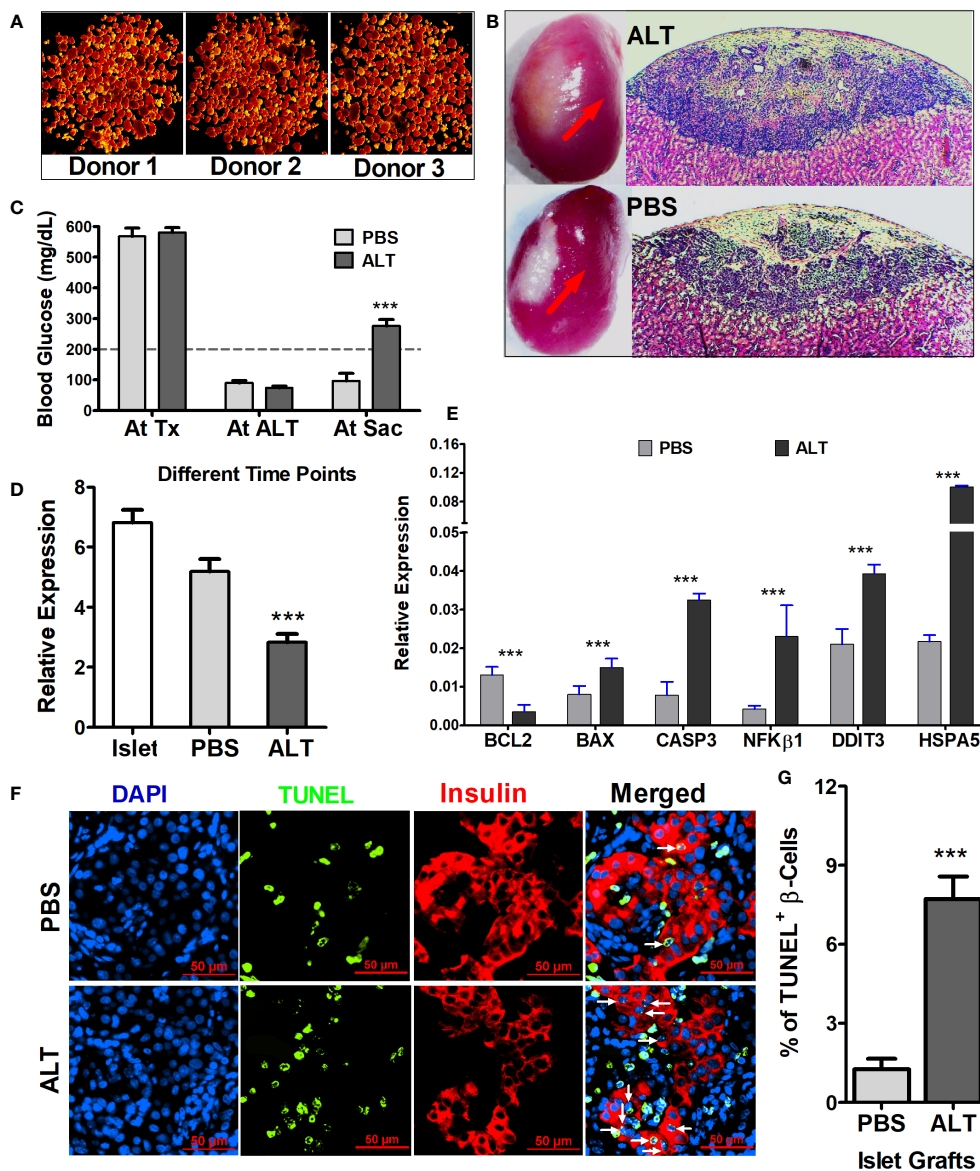 A
Donor 1 Donor 2 Donor 3
B
ALT
PBS
C
Blood Glucose (mg/dL)
600
500
400
300
200
100
0
PBS
ALT
***
At Tx At ALT At Sac
Different Time Points
D
Relative Expression
8
6
4
2
0
***
Islet PBS ALT
E
Relative Expression
0.16
0.12
0.08
0.05
0.04
0.03
0.02
0.01
0.00
PBS ALT
*** *** *** *** *** ***
BCL2 BAX CASP3 NFKβ1 DDIT3 HSPA5
F
DAPI TUNEL Insulin Merged
PBS
50 µm 50 µm 50 µm 50 µm
ALT
50 µm 50 µm 50 µm 50 µm
G
% of TUNEL+ β-Cells
12
9
6
3
0
***
PBS ALT
Islet Grafts